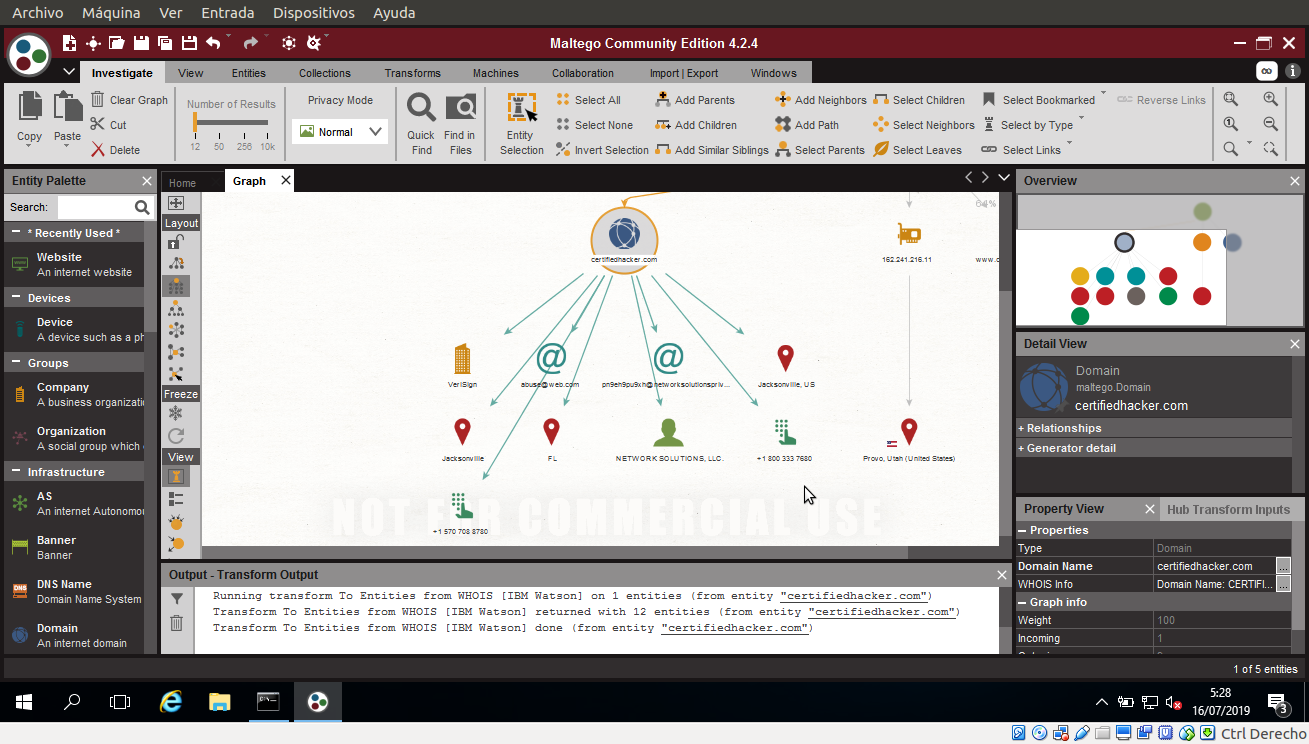 Archivo Máquina Ver Entrada Dispositivos Ayuda
Maltego Community Edition 4.2.4
Investigate View Entities Collections Transforms Machines Collaboration Import | Export Windows
Copy
Paste
Clear Graph
Cut
Delete
Number of Results
12 50 256 10k
Privacy Mode
Normal
Quick Find
Find in Files
Entity Selection
Select All
Select None
Invert Selection
Add Parents
Add Children
Add Similar Siblings
Add Neighbors
Add Path
Select Parents
Select Children
Select Neighbors
Select Leaves
Select Bookmarked
Select by Type
Select Links
Reverse Links
Entity Palette
Search:
* Recently Used *
Website
An internet website
Devices
Device
A device such as a ph
Groups
Company
A business organizati
Organization
A social group which
Infrastructure
AS
An internet Autonomo
Banner
Banner
DNS
DNS Name
Domain Name System
Domain
An internet domain
Home Graph
Layout
Freeze
View
64%
certifiedhacker.com
162.241.216.11
www.c
VeriSign
abuse@web.com
pn9eh9pu9xh@networksolutionspriv...
Jacksonville, US
Jacksonville
FL
NETWORK SOLUTIONS, LLC.
+1 800 333 7680
Provo, Utah (United States)
+1 570 708 8780
NOT FOR COMMERCIAL USE
Output - Transform Output
Running transform To Entities from WHOIS [IBM Watson] on 1 entities (from entity "certifiedhacker.com")
Transform To Entities from WHOIS [IBM Watson] returned with 12 entities (from entity "certifiedhacker.com")
Transform To Entities from WHOIS [IBM Watson] done (from entity "certifiedhacker.com")
Overview
Detail View
Domain
maltego.Domain
certifiedhacker.com
+ Relationships
+ Generator detail
Property View Hub Transform Inputs
Properties
Type Domain
Domain Name certifiedhacker.com ...
WHOIS Info Domain Name: CERTIFI... ...
Graph info
Weight 100
Incoming 1
1 of 5 entities
5:28
16/07/2019
3
Ctrl Derecho